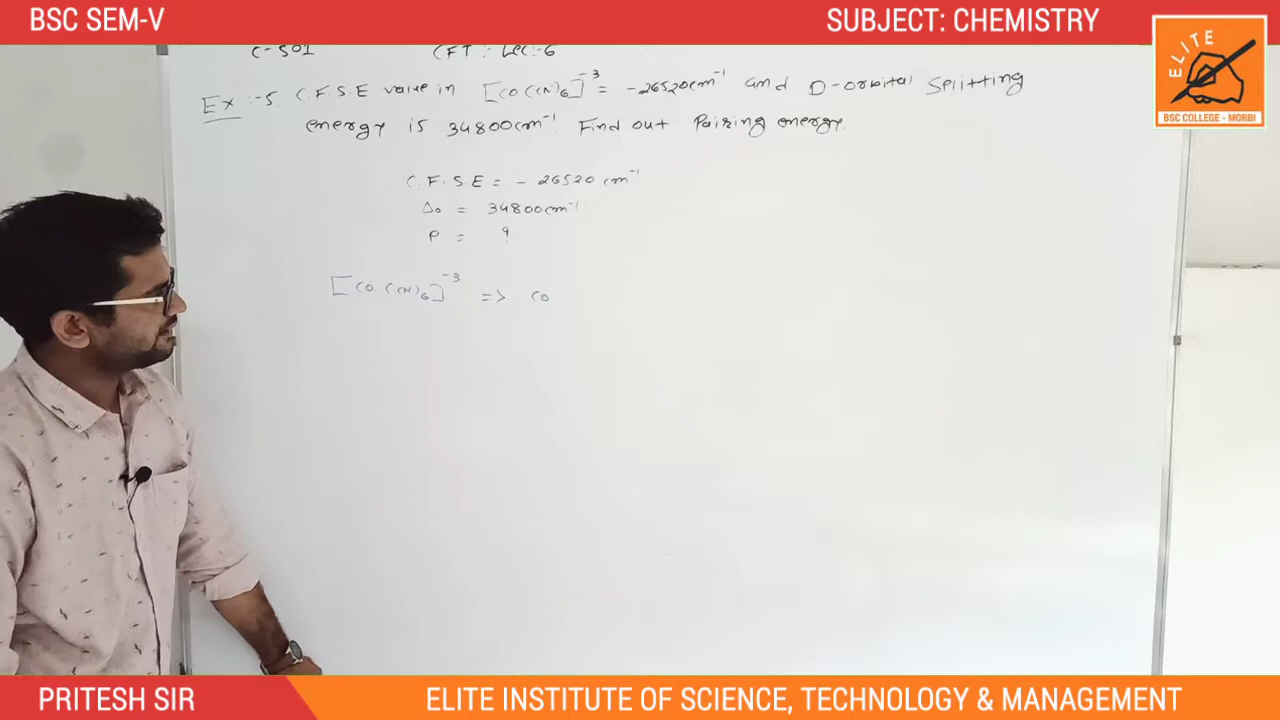 BSC SEM-V
SUBJECT: CHEMISTRY
ELITE
BSC COLLEGE - MORBI
C-501 CFT :- Lec:-6
Ex :-5 C.F.S.E value in [CO(CN)6]⁻³ = -26520cm⁻¹ and D-orbital Splitting
energy is 34800cm⁻¹. Find out Pairing energy.
C.F.S.E = - 26520 cm⁻¹
Δo = 34800cm⁻¹
P = ?
[CO(CN)6]⁻³ => CO
PRITESH SIR
ELITE INSTITUTE OF SCIENCE, TECHNOLOGY & MANAGEMENT